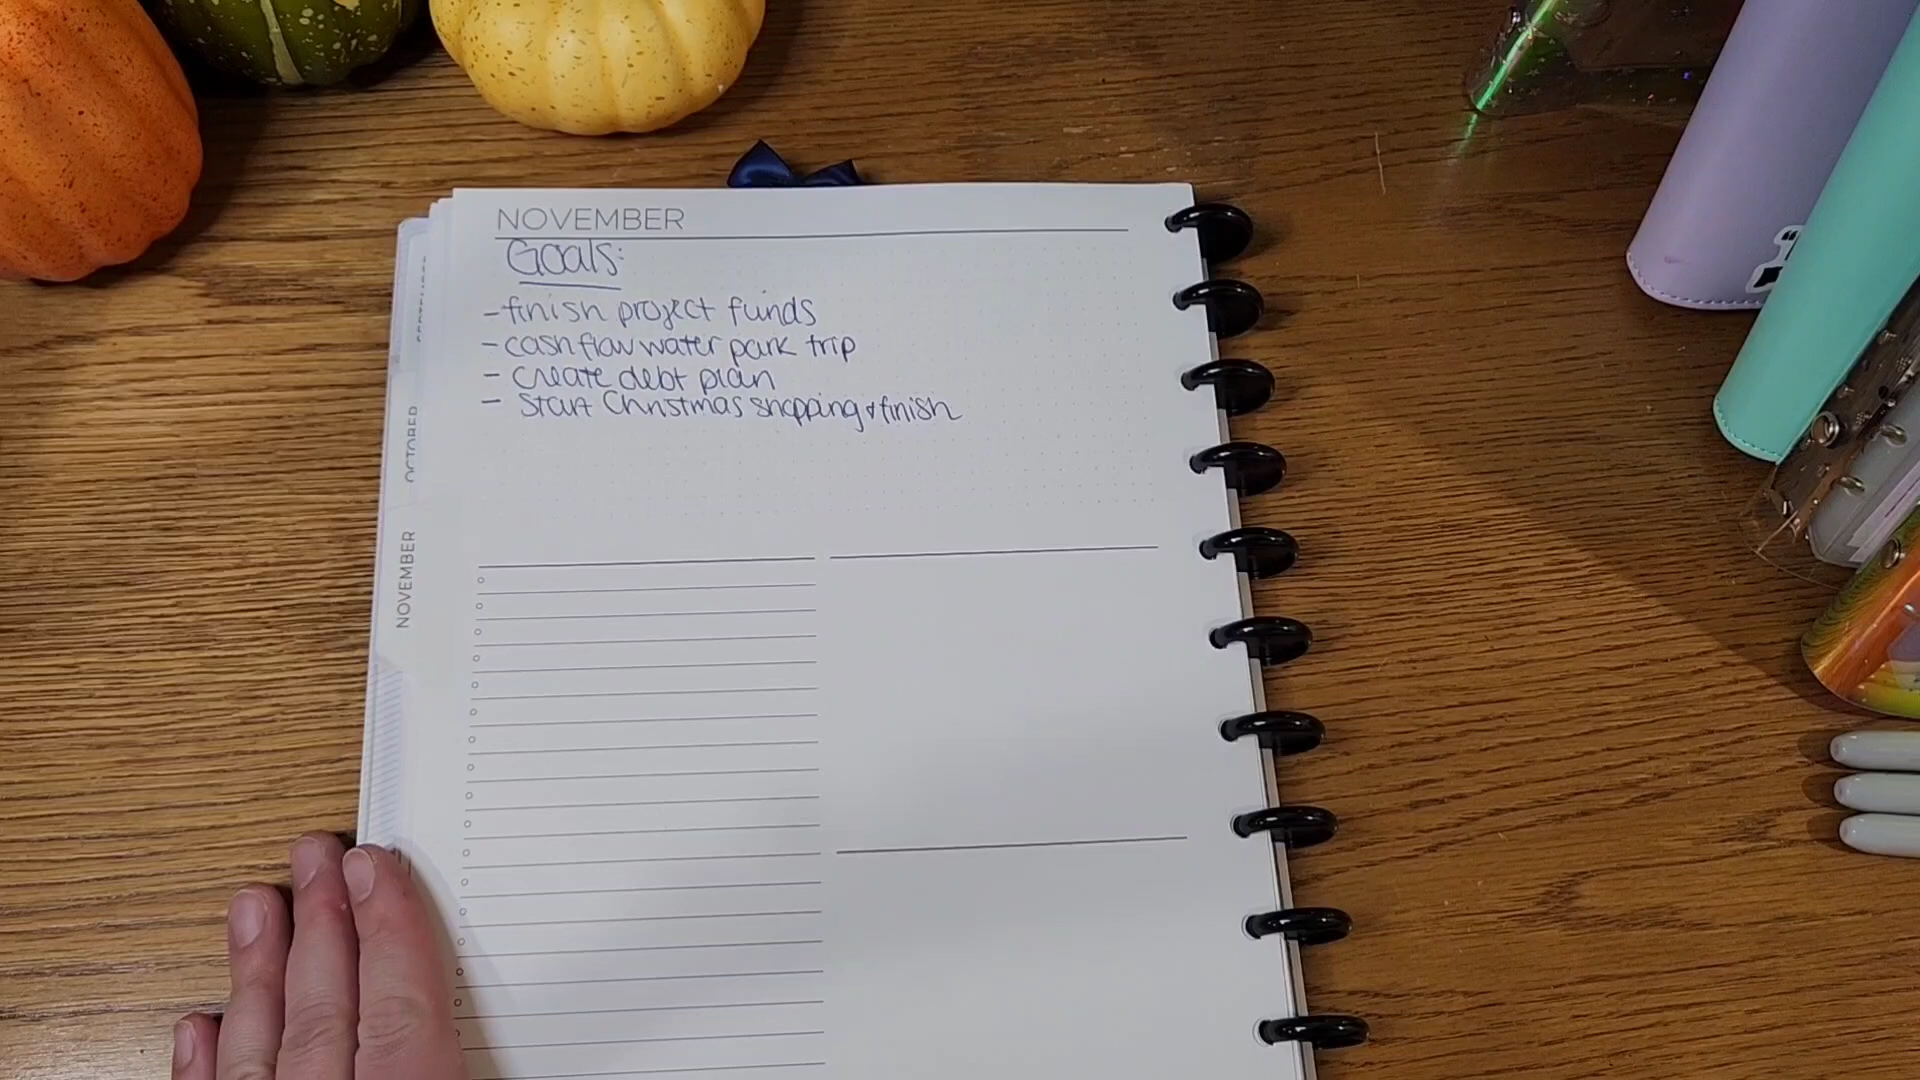 NOVEMBER
Goals:
- finish project funds
- cash flow water park trip
- create debt plan
- Start Christmas shopping & finish
OCTOBER
NOVEMBER